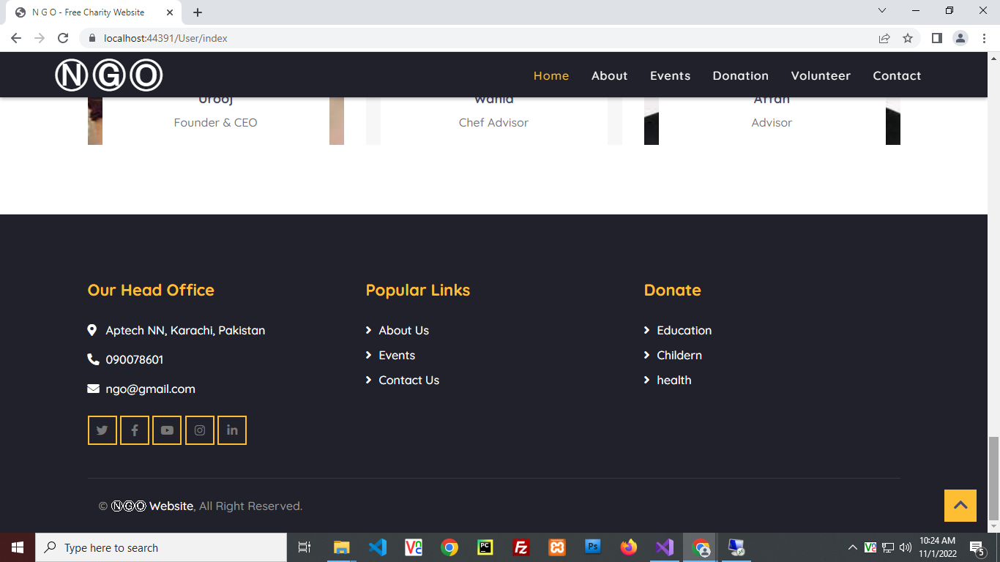 N G O - Free Charity Website
localhost:44391/User/index
ⓃⒼⓄ
Home About Events Donation Volunteer Contact
Urooj Wania Affan
Founder & CEO Chef Advisor Advisor
Our Head Office
Aptech NN, Karachi, Pakistan
090078601
ngo@gmail.com
Popular Links
About Us
Events
Contact Us
Donate
Education
Childern
health
© ⓃⒼⓄ Website, All Right Reserved.
Type here to search
10:24 AM
11/1/2022
5